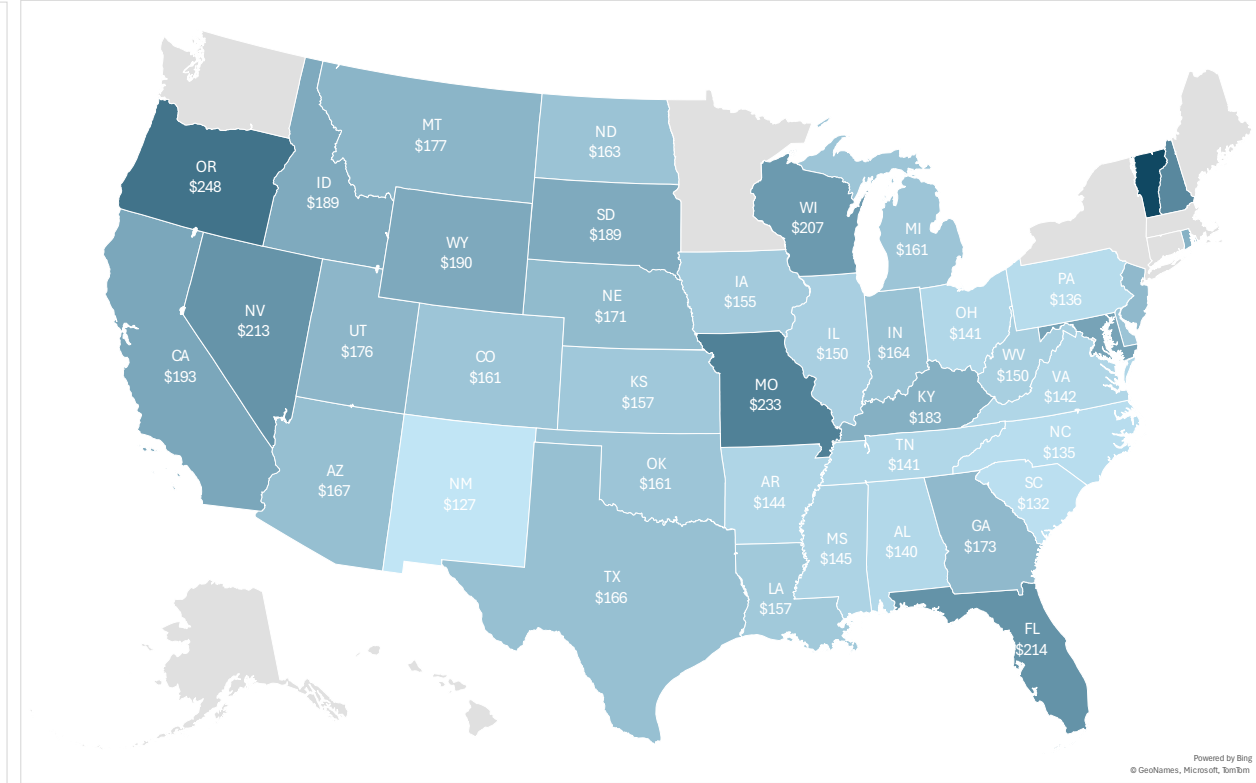 MT
$177
ND
$163
OR
$248
ID
$189
SD
$189
WI
$207
MI
$161
WY
$190
NE
$171
IA
$155
PA
$136
NV
$213
UT
$176
CO
$161
IL
$150
IN
$164
OH
$141
WV
$150
VA
$142
CA
$193
KS
$157
MO
$233
KY
$183
NC
$135
AZ
$167
NM
$127
OK
$161
AR
$144
TN
$141
SC
$132
MS
$145
AL
$140
GA
$173
TX
$166
LA
$157
FL
$214
Powered by Bing
© GeoNames, Microsoft, TomTom